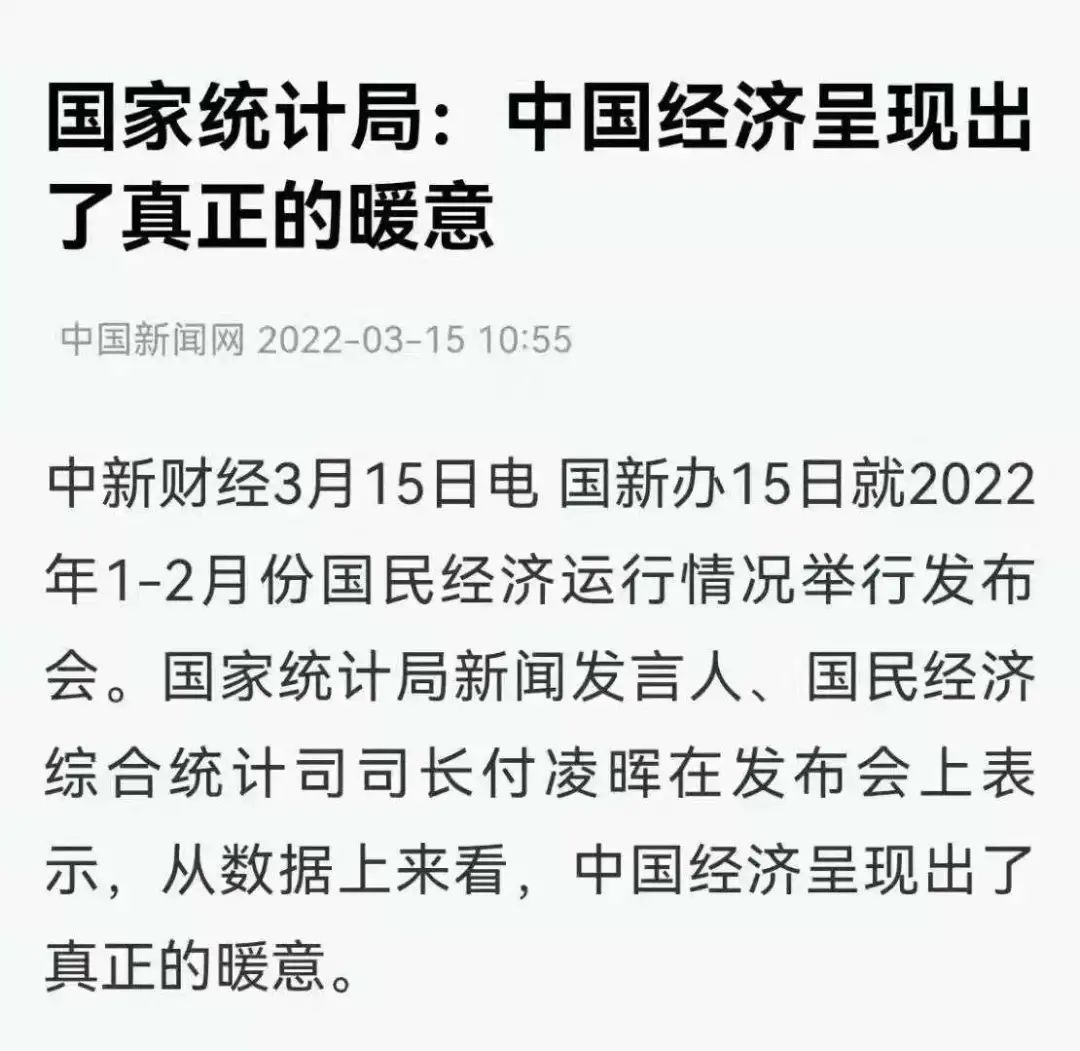 国家统计局：中国经济呈现出
了真正的暖意
中国新闻网 2022-03-15 10:55
中新财经3月15日电 国新办15日就2022
年1-2月份国民经济运行情况举行发布
会。国家统计局新闻发言人、国民经济
综合统计司司长付凌晖在发布会上表
示，从数据上来看，中国经济呈现出了
真正的暖意。